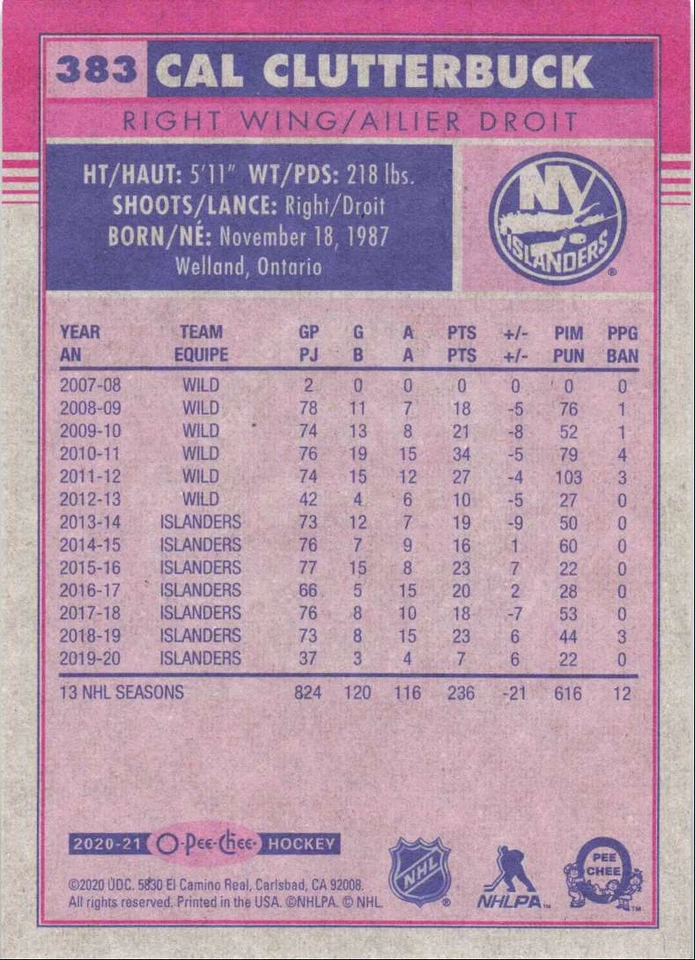 383 CAL CLUTTERBUCK
RIGHT WING/AILIER DROIT
HT/HAUT: 5'11" WT/PDS: 218 lbs.
SHOOTS/LANCE: Right/Droit
BORN/NÉ: November 18, 1987
Welland, Ontario
NY
ISLANDERS
®
YEAR TEAM GP G A PTS +/- PIM PPG
AN EQUIPE PJ B A PTS +/- PUN BAN
2007-08 WILD 2 0 0 0 0 0 0
2008-09 WILD 78 11 7 18 -5 76 1
2009-10 WILD 74 13 8 21 -8 52 1
2010-11 WILD 76 19 15 34 -5 79 4
2011-12 WILD 74 15 12 27 -4 103 3
2012-13 WILD 42 4 6 10 -5 27 0
2013-14 ISLANDERS 73 12 7 19 -9 50 0
2014-15 ISLANDERS 76 7 9 16 1 60 0
2015-16 ISLANDERS 77 15 8 23 7 22 0
2016-17 ISLANDERS 66 5 15 20 2 28 0
2017-18 ISLANDERS 76 8 10 18 -7 53 0
2018-19 ISLANDERS 73 8 15 23 6 44 3
2019-20 ISLANDERS 37 3 4 7 6 22 0
13 NHL SEASONS 824 120 116 236 -21 616 12
2020-21 O-Pee-Chee HOCKEY
©2020 UDC. 5830 El Camino Real, Carlsbad, CA 92008.
All rights reserved. Printed in the USA. ©NHLPA. © NHL.
NHL ®
NHLPA™
O PEE CHEE ™